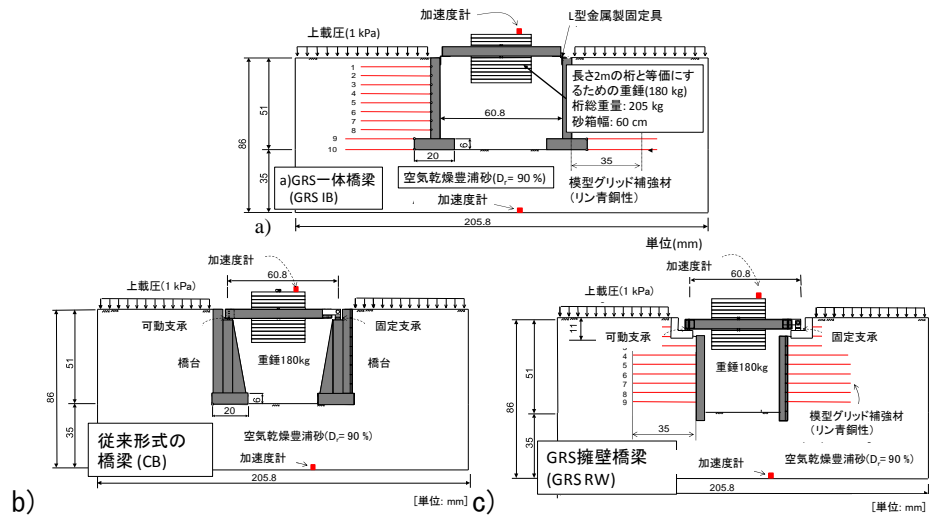 加速度計
L型金属製固定具
上載圧(1 kPa)
1
2
3
4
5
6
7
8
9
10
長さ2mの桁と等価にするための重錘(180 kg)
桁総重量: 205 kg
砂箱幅: 60 cm
60.8
51
86
35
20
6
35
a)GRS一体橋梁
(GRS IB)
空気乾燥豊浦砂(Dr= 90 %)
模型グリッド補強材
(リン青銅性)
加速度計
a)
205.8
単位(mm)
加速度計
60.8
上載圧(1 kPa)
可動支承
固定支承
橋台
重錘180kg
橋台
51
86
35
20
6
従来形式の
橋梁 (CB)
空気乾燥豊浦砂(Dr= 90 %)
加速度計
205.8
b)
[単位: mm]
加速度計
60.8
上載圧(1 kPa)
11
可動支承
固定支承
4
5
6
7
8
9
重錘180kg
51
86
35
35
模型グリッド補強材
(リン青銅性)
GRS擁壁橋梁
(GRS RW)
加速度計
空気乾燥豊浦砂(Dr= 90 %)
205.8
c)
[単位: mm]